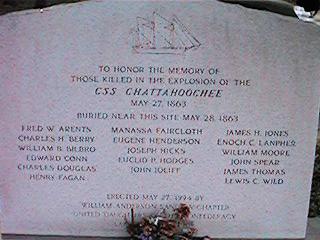 TO HONOR THE MEMORY OF
THOSE KILLED IN THE EXPLOSION OF THE
CSS CHATTAHOOCHEE
MAY 27, 1863
BURIED NEAR THIS SITE MAY 28, 1863
FRED W. ARENTS
CHARLES H. BERRY
WILLIAM B. BILBRO
EDWARD CONN
CHARLES DOUGLAS
HENRY FAGAN
MANASSA FAIRCLOTH
EUGENE HENDERSON
JOSEPH HICKS
EUCLID P. HODGES
JOHN JOLIFF
JAMES H. JONES
ENOCH C. LANPHER
WILLIAM MOORE
JOHN SPEAR
JAMES THOMAS
LEWIS C. WILD
ERECTED MAY 27, 1994 BY
WILLIAM ANDERSON CHAPTER
UNITED DAUGHTERS CONFEDERACY